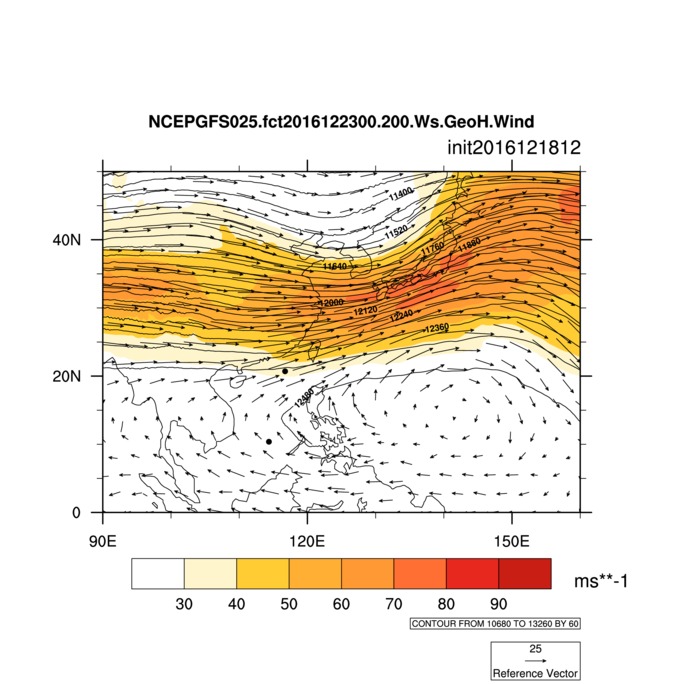 NCEPGFS025.fct2016122300.200.Ws.GeoH.Wind
init2016121812
11400
11520
40N
11760
11880
11640
12000
12120
12240
12360
20N
12480
0
90E 120E 150E
ms**-1
30 40 50 60 70 80 90
CONTOUR FROM 10680 TO 13260 BY 60
25
Reference Vector